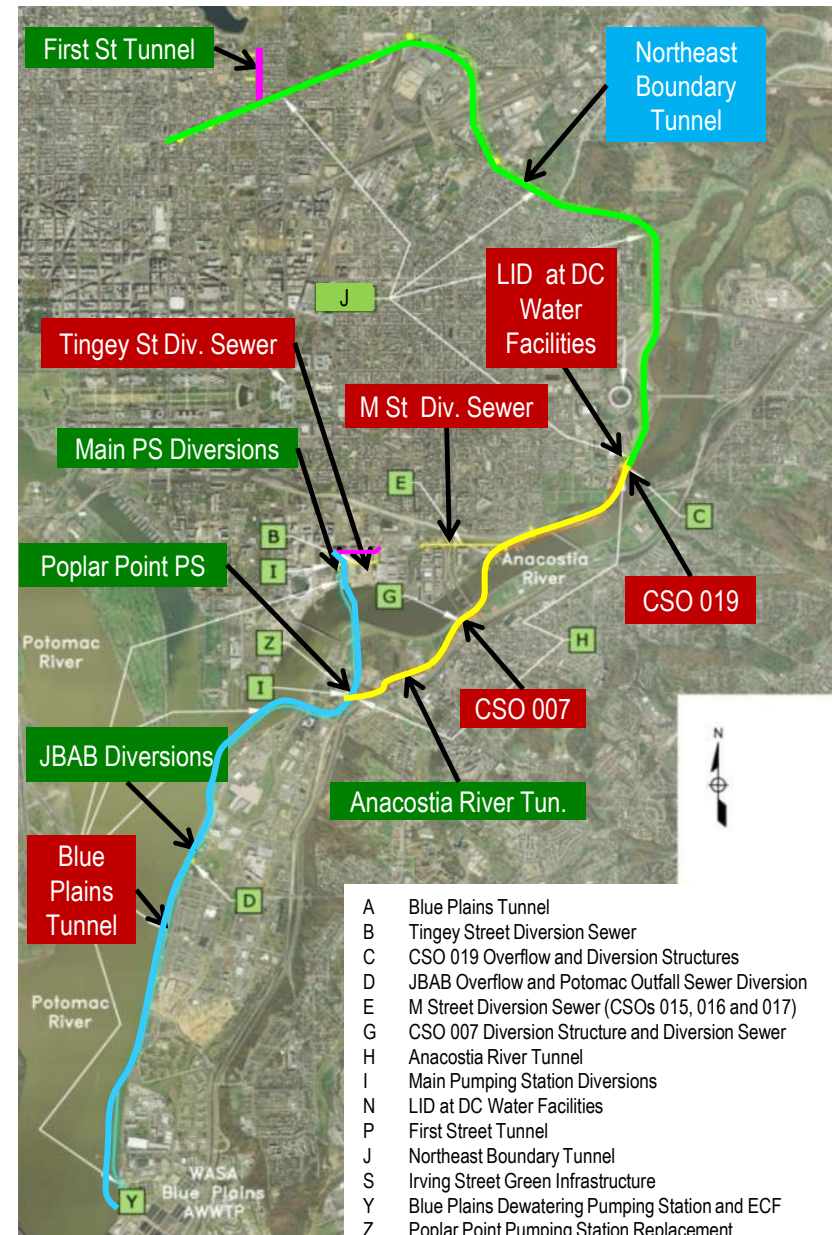 First St Tunnel
Northeast
Boundary
Tunnel
LID at DC
Water
Facilities
J
Tingey St Div. Sewer
M St Div. Sewer
Main PS Diversions
E
C
B
I
Anacostia
River
Poplar Point PS
G
CSO 019
Potomac
River
Z
H
I
CSO 007
N
JBAB Diversions
Anacostia River Tun.
Blue
Plains
Tunnel
D
Potomac
River
WASA
Blue Plains
AWWTP
Y
A Blue Plains Tunnel
B Tingey Street Diversion Sewer
C CSO 019 Overflow and Diversion Structures
D JBAB Overflow and Potomac Outfall Sewer Diversion
E M Street Diversion Sewer (CSOs 015, 016 and 017)
G CSO 007 Diversion Structure and Diversion Sewer
H Anacostia River Tunnel
I Main Pumping Station Diversions
N LID at DC Water Facilities
P First Street Tunnel
J Northeast Boundary Tunnel
S Irving Street Green Infrastructure
Y Blue Plains Dewatering Pumping Station and ECF
Z Poplar Point Pumping Station Replacement